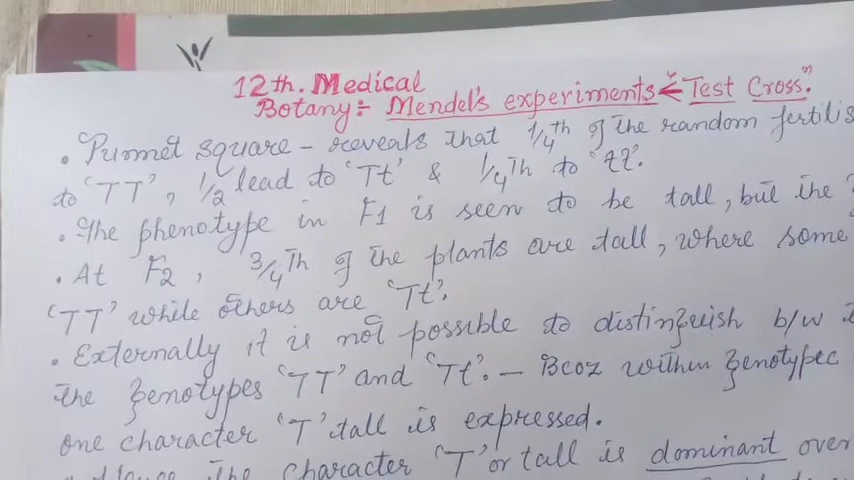 12th. Medical
Botany:- Mendel's experiments < "Test Cross".
• Punnet square - reveals that 1/4th of the random fertilis
to 'TT', 1/2 lead to 'Tt' & 1/4th to 'tt'.
• The phenotype in F1 is seen to be tall, but the
• At F2, 3/4th of the plants are tall, where some
'TT' while others are 'Tt'.
• Externally it is not possible to distinguish b/w
the genotypes 'TT' and 'Tt'. - Bcoz within genotypec
one character 'T' tall is expressed.
the character 'T' or tall is dominant over